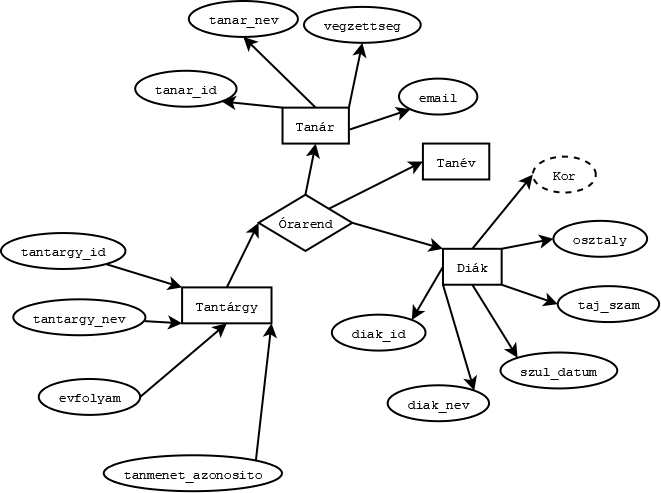 tanar_nev
vegzettseg
tanar_id
email
Tanár
Tanév
Kor
Órarend
osztaly
tantargy_id
Diák
Tantárgy
taj_szam
tantargy_nev
diak_id
szul_datum
evfolyam
diak_nev
tanmenet_azonosito